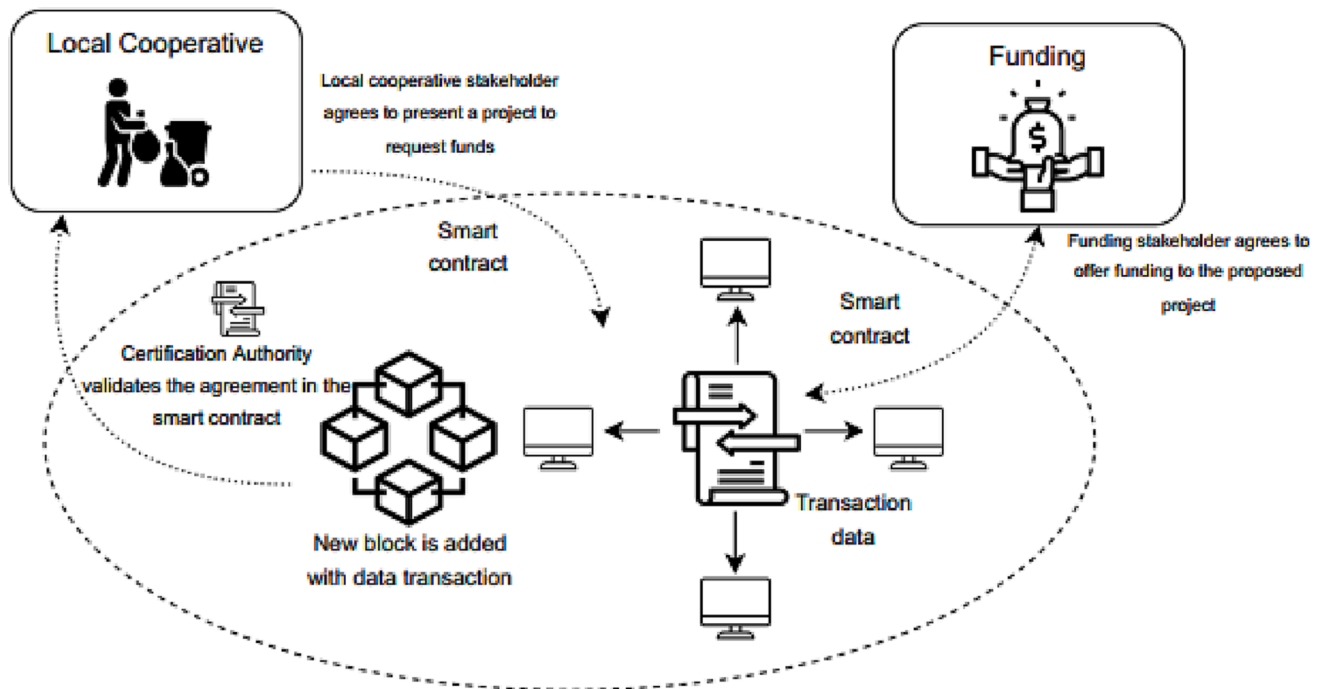 Local Cooperative
Local cooperative stakeholder
agrees to present a project to
request funds
Funding
$
Funding stakeholder agrees to
offer funding to the proposed
project
Smart
contract
Smart
contract
Certification Authority
validates the agreement in the
smart contract
Transaction
data
New block is added
with data transaction